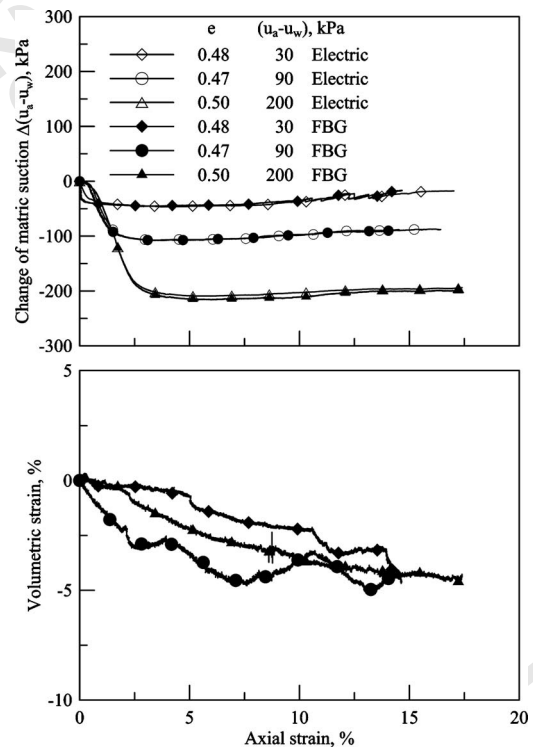 e (uₐ-u_w), kPa
0.48 30 Electric
0.47 90 Electric
0.50 200 Electric
0.48 30 FBG
0.47 90 FBG
0.50 200 FBG
Change of matric suction Δ(uₐ-u_w), kPa
300
200
100
0
-100
-200
-300
Volumetric strain, %
5
0
-5
-10
0 5 10 15 20
Axial strain, %